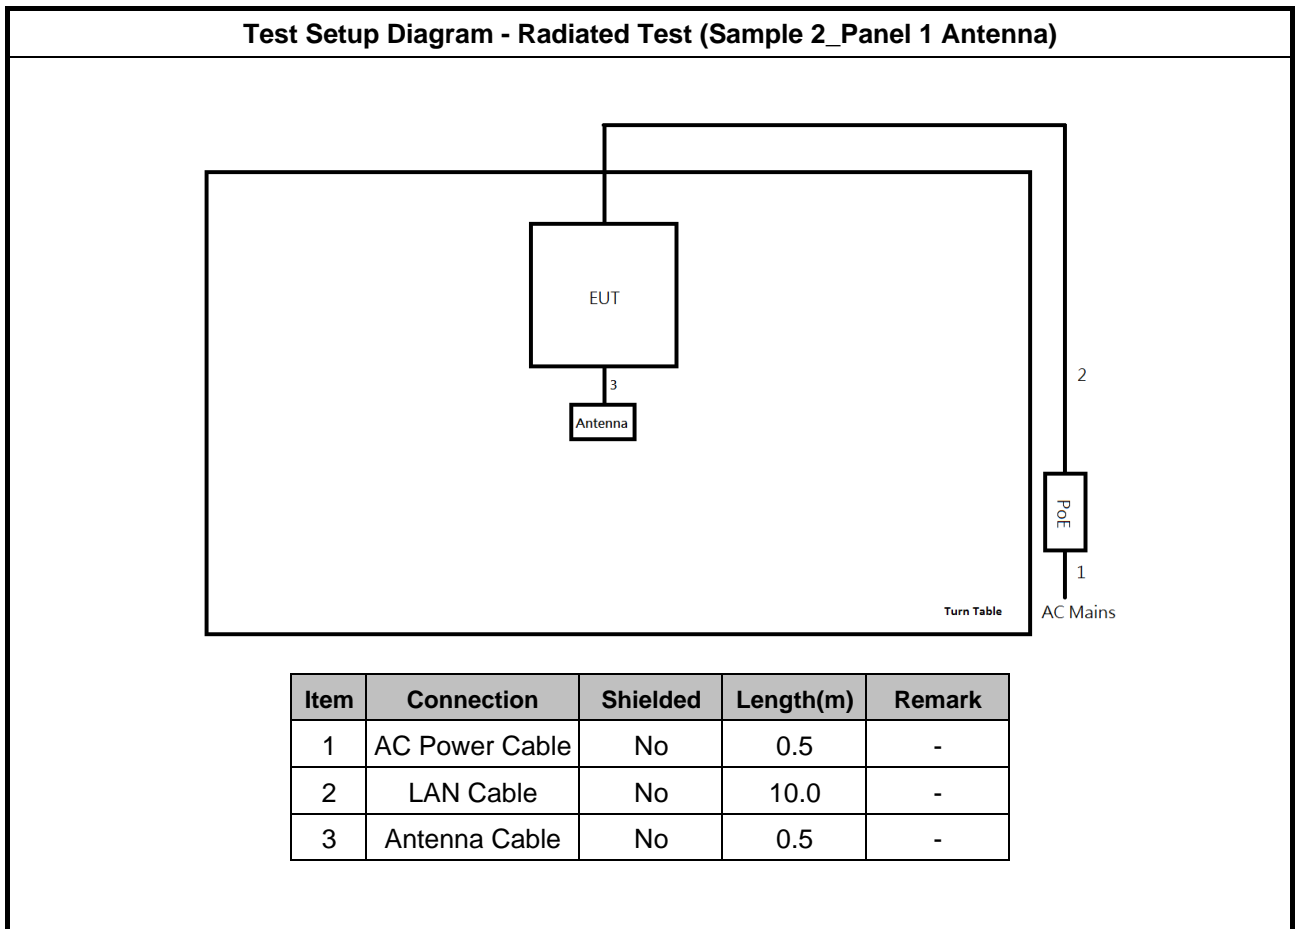 Test Setup Diagram - Radiated Test (Sample 2_Panel 1 Antenna)
EUT
3
Antenna
2
PoE
1
Turn Table
AC Mains
Item Connection Shielded Length(m) Remark
1 AC Power Cable No 0.5 -
2 LAN Cable No 10.0 -
3 Antenna Cable No 0.5 -